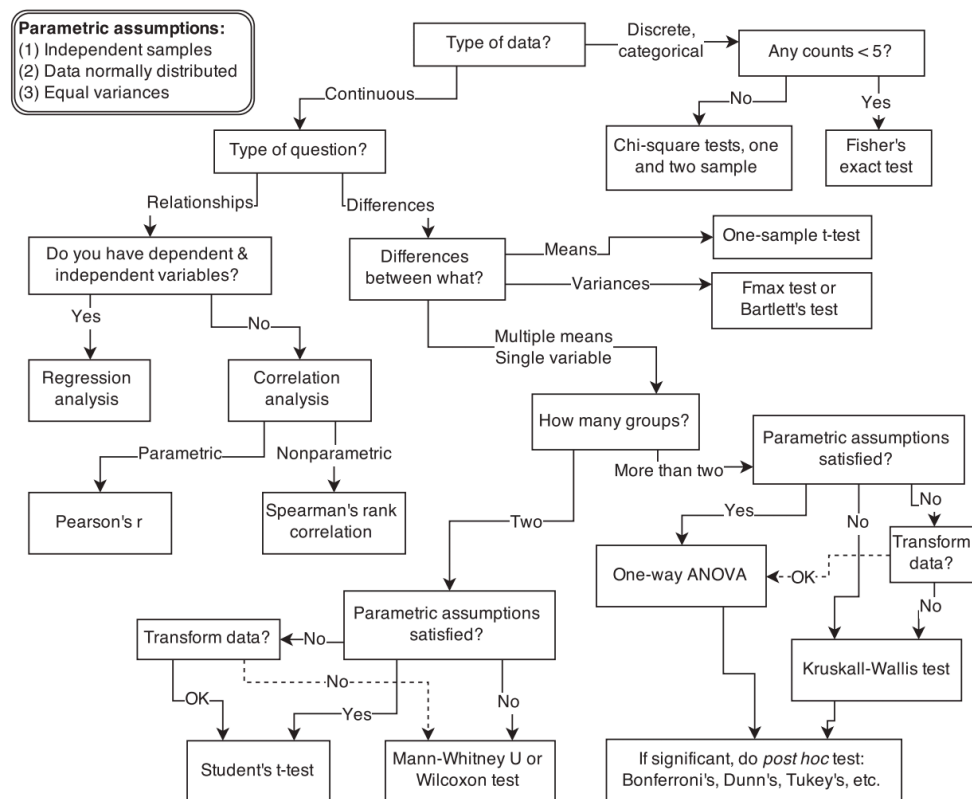 Parametric assumptions:
(1) Independent samples
(2) Data normally distributed
(3) Equal variances
Type of data?
Discrete,
categorical
Any counts < 5?
Continuous
No
Yes
Type of question?
Chi-square tests, one
and two sample
Fisher's
exact test
Relationships
Differences
Do you have dependent &
independent variables?
Differences
between what?
Means
One-sample t-test
Variances
Fmax test or
Bartlett's test
Yes
No
Multiple means
Single variable
Regression
analysis
Correlation
analysis
How many groups?
Parametric assumptions
satisfied?
Parametric
Nonparametric
More than two
Pearson's r
Spearman's rank
correlation
Two
Yes
No
No
Transform
data?
One-way ANOVA
OK
No
Parametric assumptions
satisfied?
Transform data?
No
Kruskall-Wallis test
No
OK
Yes
No
Student's t-test
Mann-Whitney U or
Wilcoxon test
If significant, do post hoc test:
Bonferroni's, Dunn's, Tukey's, etc.